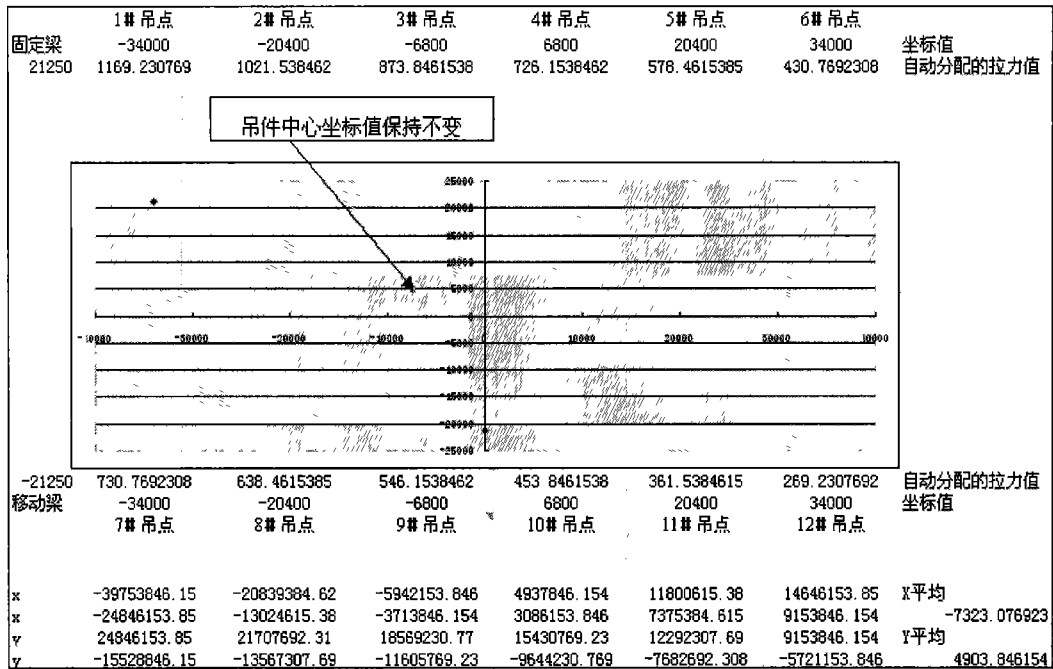 1# 吊点 2# 吊点 3# 吊点 4# 吊点 5# 吊点 6# 吊点
固定梁 -34000 -20400 -6800 6800 20400 34000 坐标值
21250 1169.230769 1021.538462 873.8461538 726.1538462 578.4615385 430.7692308 自动分配的拉力值
吊件中心坐标值保持不变
25000
20000
15000
10000
5000
0
-20000 -10000 10000 20000 50000
-5000
-10000
-15000
-20000
-25000
-21250 730.7692308 638.4615385 546.1538462 453.8461538 361.5384615 269.2307692 自动分配的拉力值
移动梁 -34000 -20400 -6800 6800 20400 34000 坐标值
7# 吊点 8# 吊点 9# 吊点 10# 吊点 11# 吊点 12# 吊点
x -39753846.15 -20839384.62 -5942153.846 4937846.154 11800615.38 14646153.85 X平均
x -24846153.85 -13024615.38 -3713846.154 3086153.846 7375384.615 9153846.154 -7323.076923
Y 24846153.85 21707692.31 18569230.77 15430769.23 12292307.69 9153846.154 Y平均
Y -15528846.15 -13567307.69 -11605769.23 -9644230.769 -7682692.308 -5721153.846 4903.846154